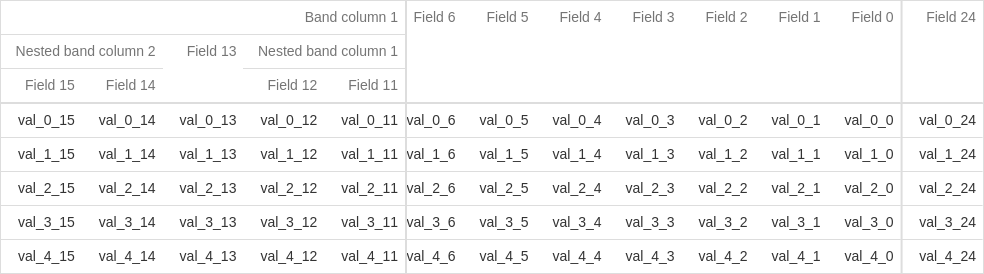 Band column 1 Field 6 Field 5 Field 4 Field 3 Field 2 Field 1 Field 0 Field 24
Nested band column 2 Field 13 Nested band column 1
Field 15 Field 14 Field 12 Field 11
val_0_15 val_0_14 val_0_13 val_0_12 val_0_11 val_0_6 val_0_5 val_0_4 val_0_3 val_0_2 val_0_1 val_0_0 val_0_24
val_1_15 val_1_14 val_1_13 val_1_12 val_1_11 val_1_6 val_1_5 val_1_4 val_1_3 val_1_2 val_1_1 val_1_0 val_1_24
val_2_15 val_2_14 val_2_13 val_2_12 val_2_11 val_2_6 val_2_5 val_2_4 val_2_3 val_2_2 val_2_1 val_2_0 val_2_24
val_3_15 val_3_14 val_3_13 val_3_12 val_3_11 val_3_6 val_3_5 val_3_4 val_3_3 val_3_2 val_3_1 val_3_0 val_3_24
val_4_15 val_4_14 val_4_13 val_4_12 val_4_11 val_4_6 val_4_5 val_4_4 val_4_3 val_4_2 val_4_1 val_4_0 val_4_24